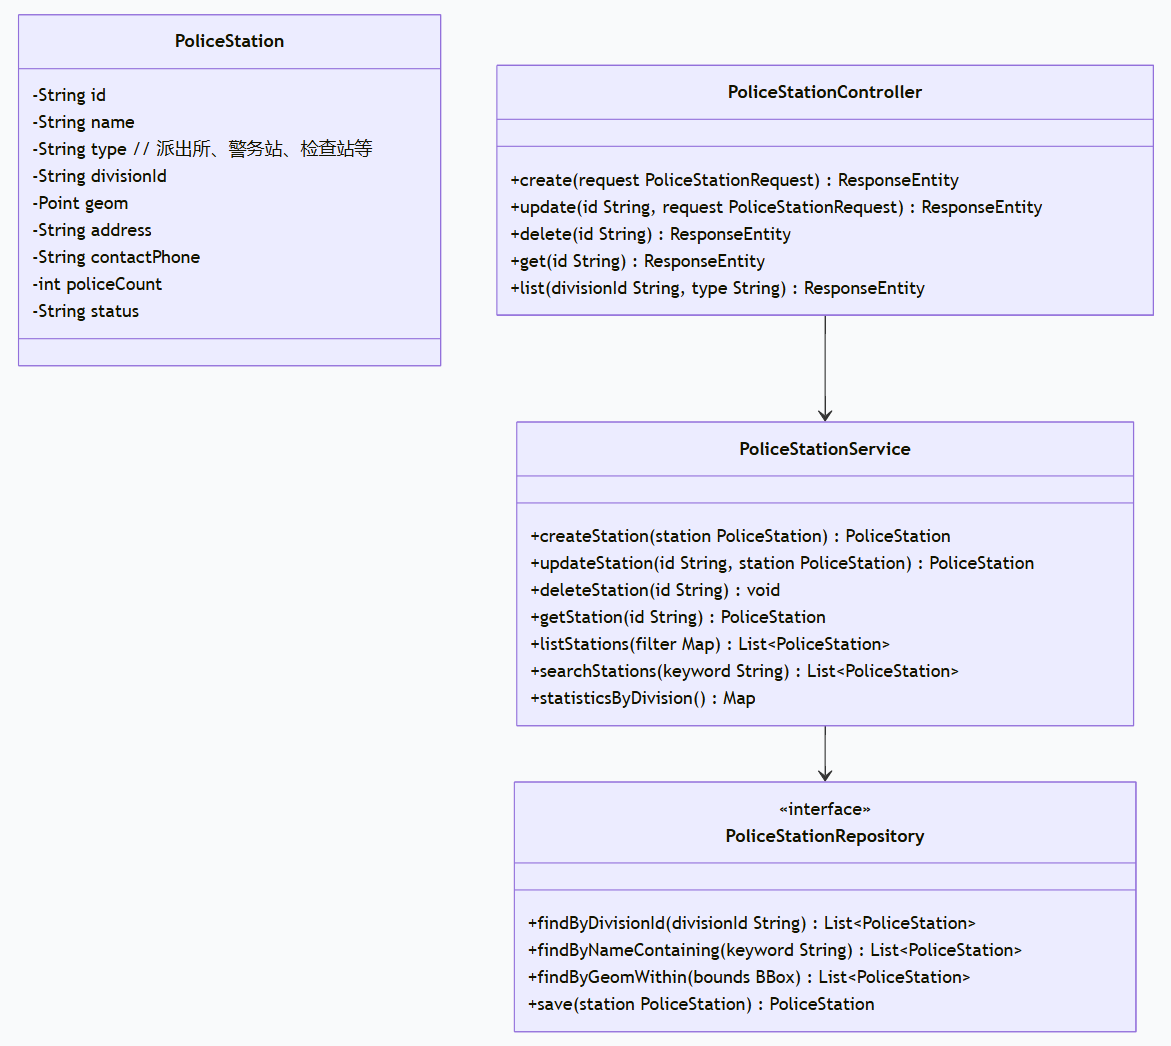 PoliceStation
-String id
-String name
-String type // 派出所、警务站、检查站等
-String divisionId
-Point geom
-String address
-String contactPhone
-int policeCount
-String status
PoliceStationController
+create(request PoliceStationRequest) : ResponseEntity
+update(id String, request PoliceStationRequest) : ResponseEntity
+delete(id String) : ResponseEntity
+get(id String) : ResponseEntity
+list(divisionId String, type String) : ResponseEntity
PoliceStationService
+createStation(station PoliceStation) : PoliceStation
+updateStation(id String, station PoliceStation) : PoliceStation
+deleteStation(id String) : void
+getStation(id String) : PoliceStation
+listStations(filter Map) : List<PoliceStation>
+searchStations(keyword String) : List<PoliceStation>
+statisticsByDivision() : Map
«interface»
PoliceStationRepository
+findByDivisionId(divisionId String) : List<PoliceStation>
+findByNameContaining(keyword String) : List<PoliceStation>
+findByGeomWithin(bounds BBox) : List<PoliceStation>
+save(station PoliceStation) : PoliceStation